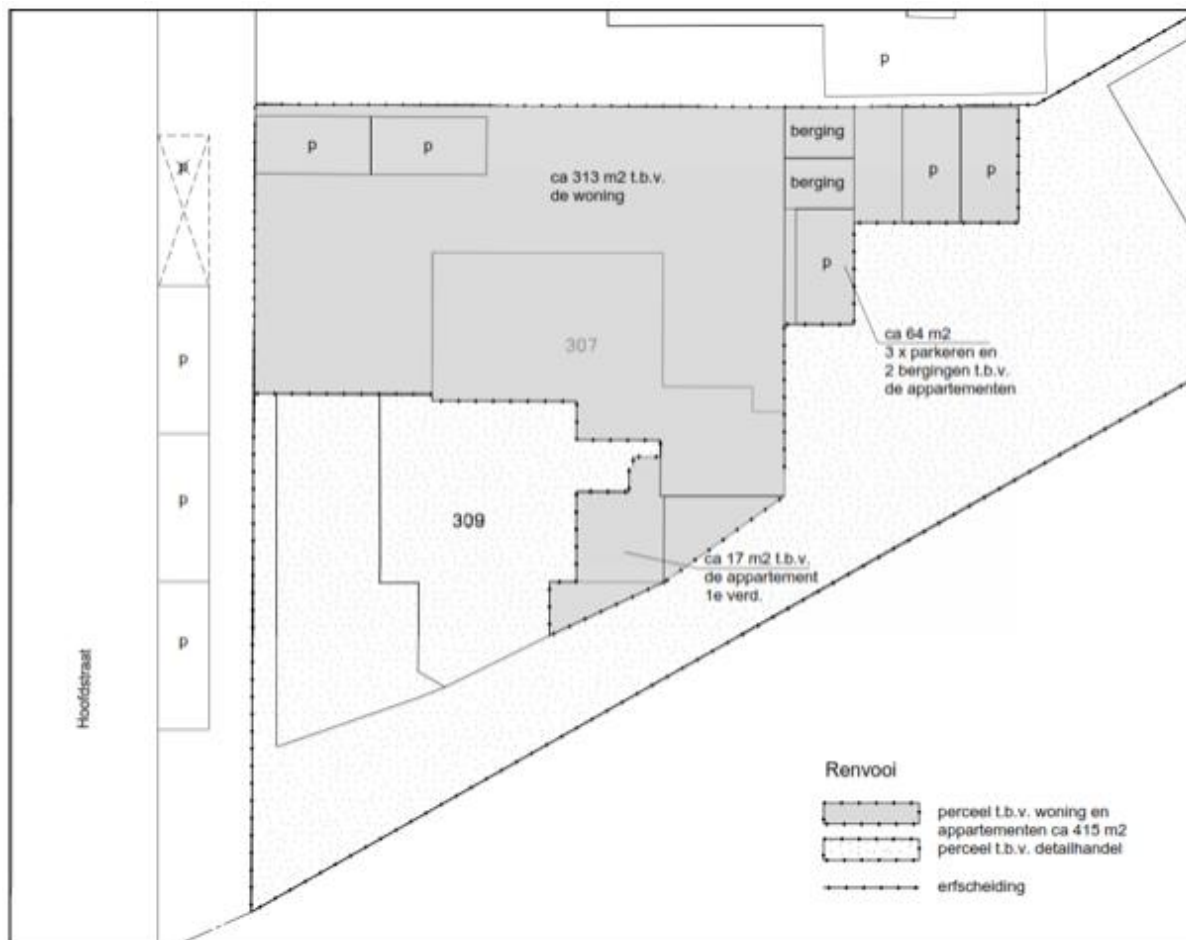 p
p
p
berging
p
ca 313 m2 t.b.v.
de woning
berging
p
p
p
p
307
ca 64 m2
3 x parkeren en
2 bergingen t.b.v.
de appartementen
p
309
p
ca 17 m2 t.b.v.
de appartement
1e verd.
p
Hoofdstraat
Renvooi
perceel t.b.v. woning en
appartementen ca 415 m2
perceel t.b.v. detailhandel
erfscheiding